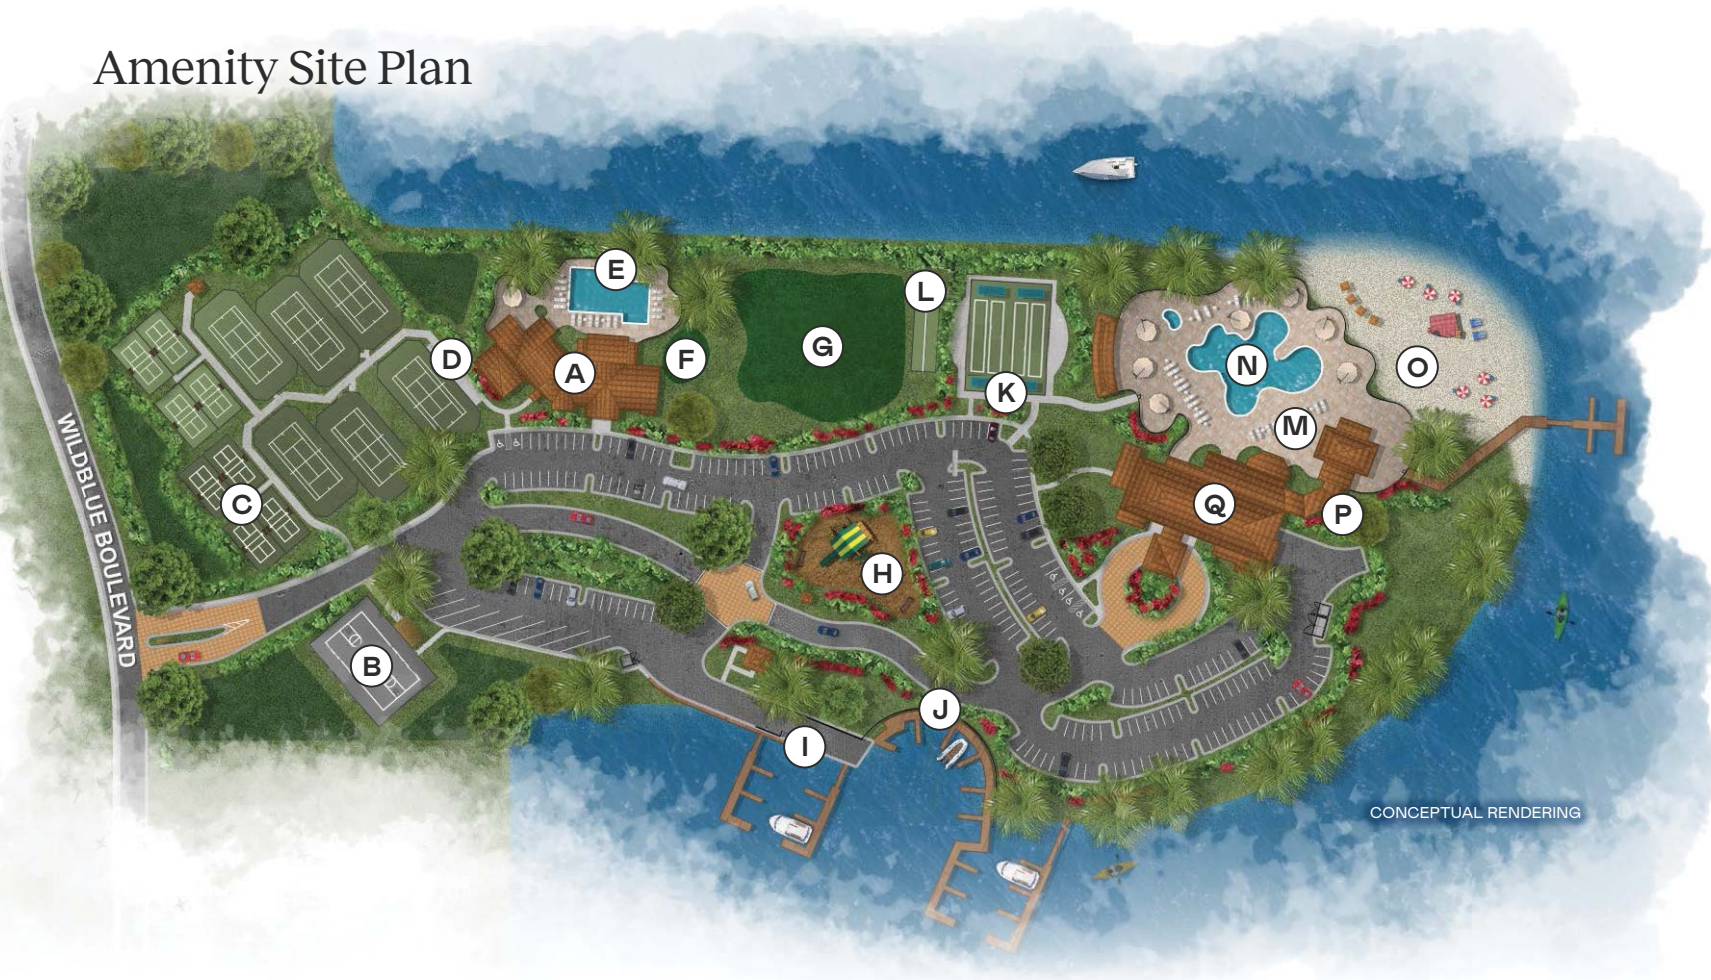 Amenity Site Plan
E
L
D
A
F
G
K
N
O
M
C
Q
P
H
WILDBLUE BOULEVARD
B
J
I
CONCEPTUAL RENDERING